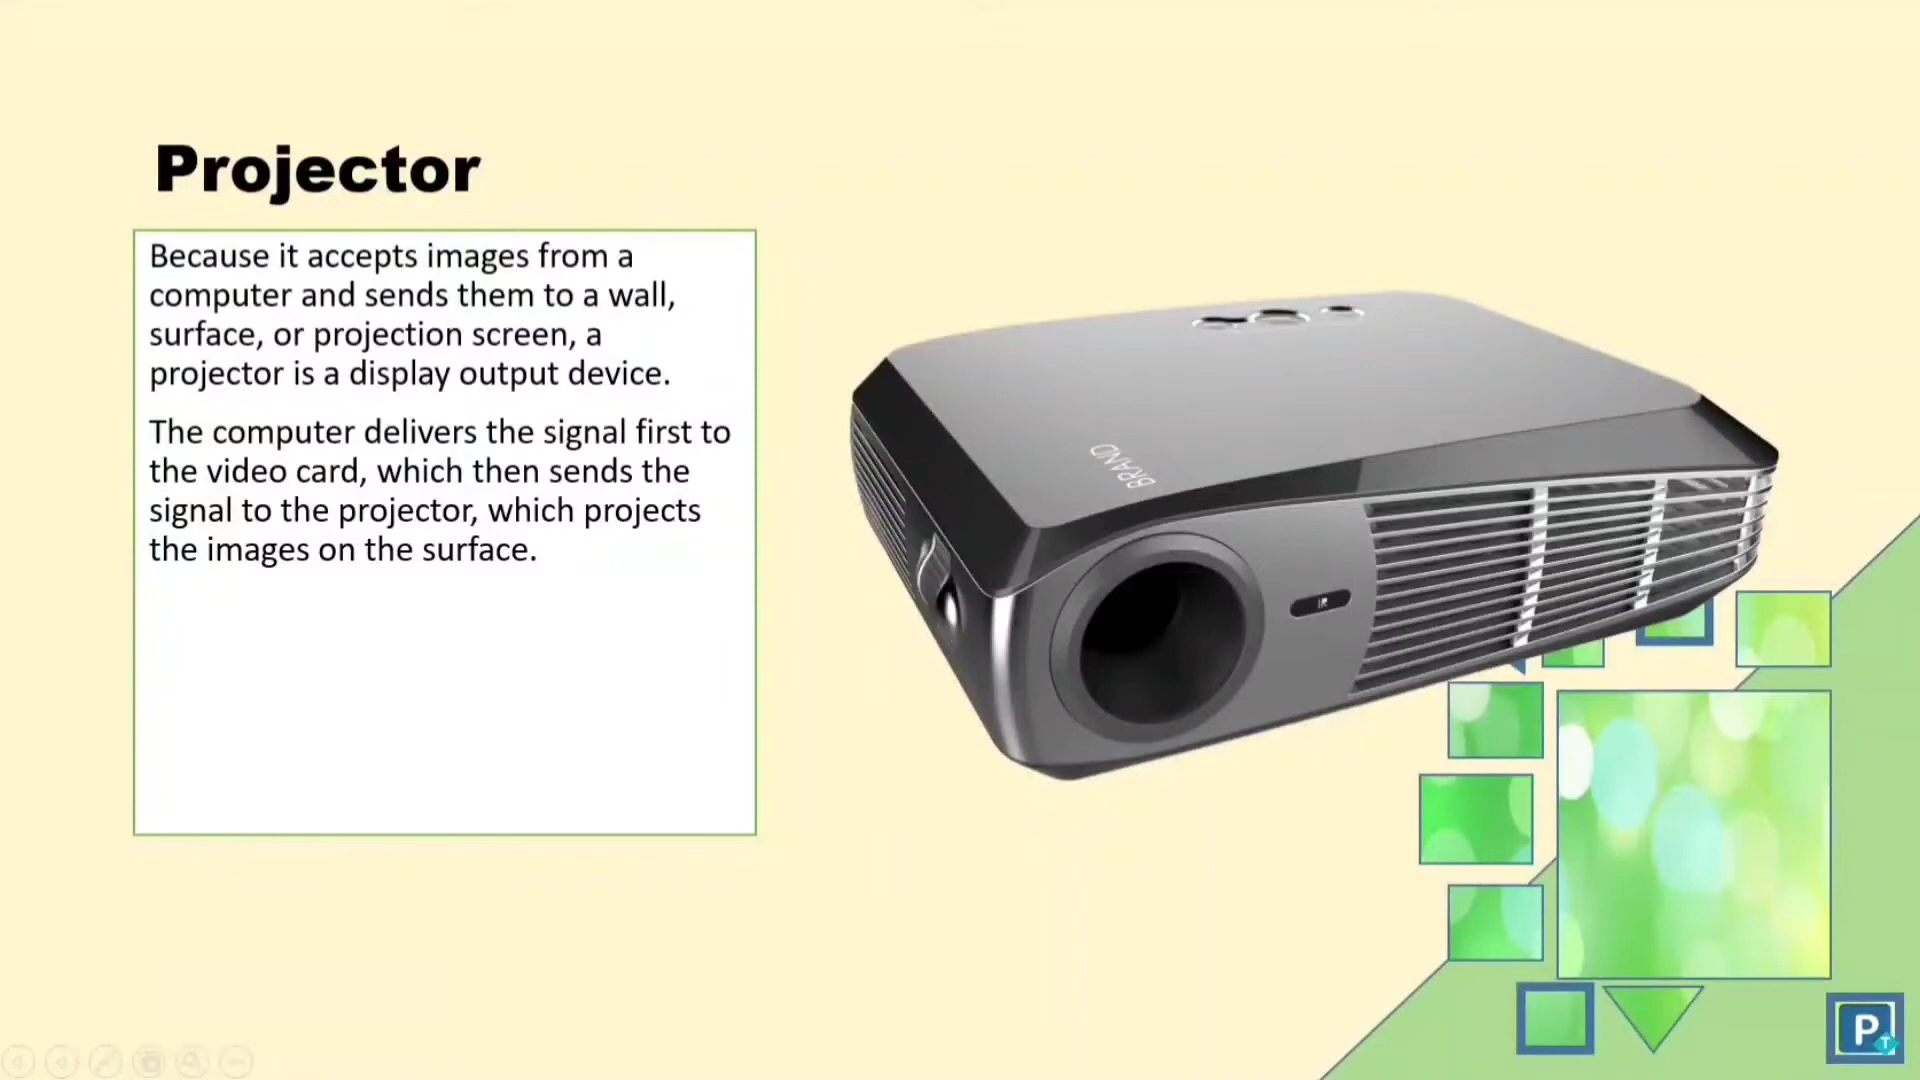 Projector
Because it accepts images from a
computer and sends them to a wall,
surface, or projection screen, a
projector is a display output device.
The computer delivers the signal first to
the video card, which then sends the
signal to the projector, which projects
the images on the surface.
BRAND
IR
P
T